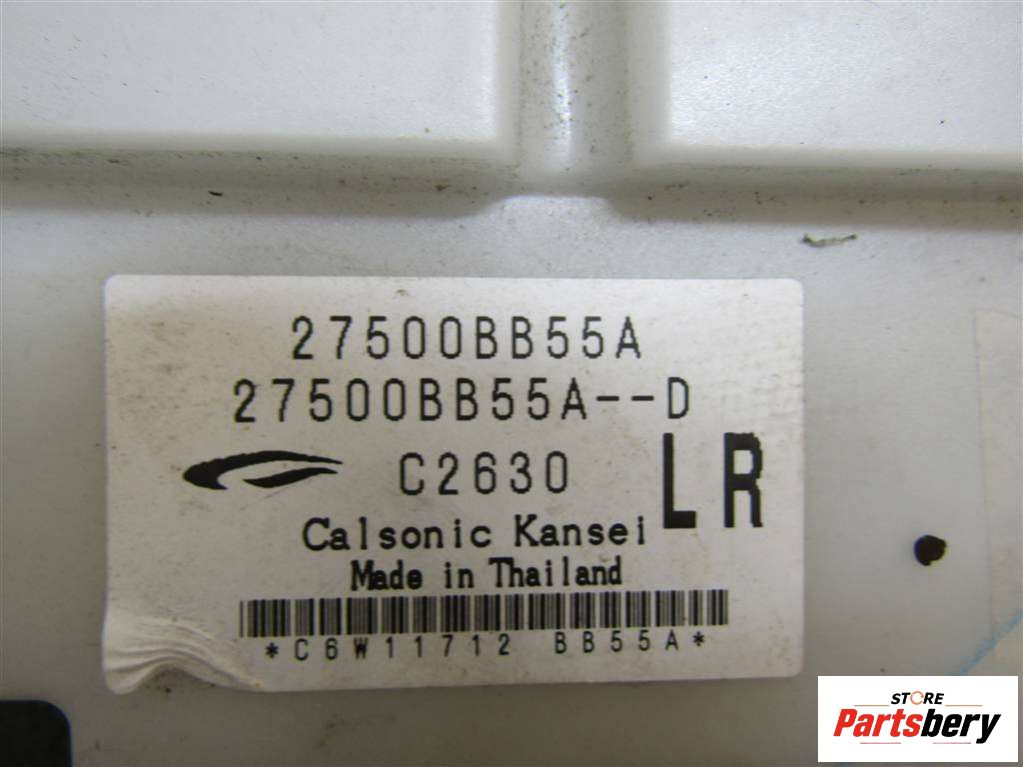 27500BB55A
27500BB55A--D
C2630
LR
Calsonic Kansei
Made in Thailand
*C6W11712 BB55A*
STORE
Partsbery